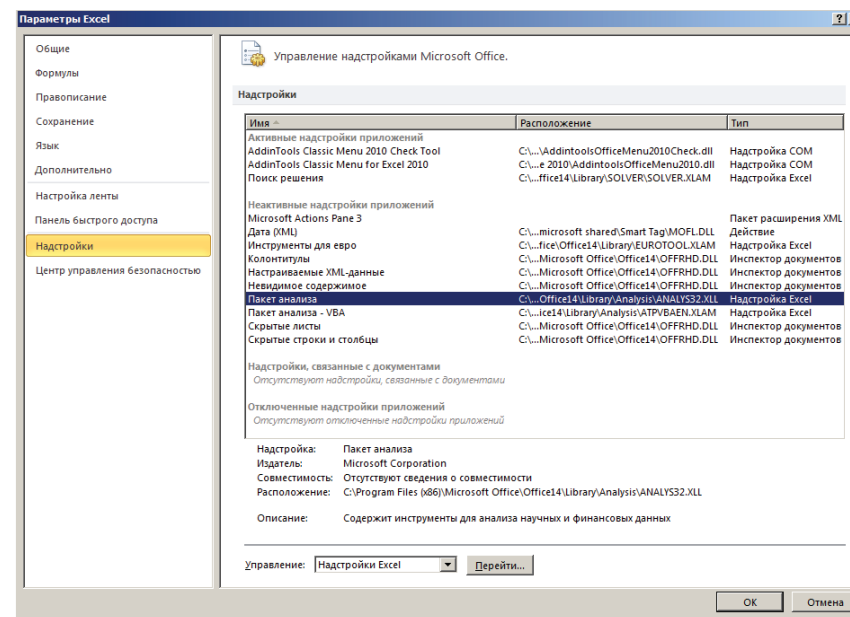 Параметры Excel
Общие
Формулы
Правописание
Сохранение
Язык
Дополнительно
Настройка ленты
Панель быстрого доступа
Надстройки
Центр управления безопасностью
Управление надстройками Microsoft Office.
Надстройки
Имя Расположение Тип
Активные надстройки приложений
AddinTools Classic Menu 2010 Check Tool C:\...\AddintoolsOfficeMenu2010Check.dll Надстройка COM
AddinTools Classic Menu for Excel 2010 C:\...e 2010\AddintoolsOfficeMenu2010.dll Надстройка COM
Поиск решения C:\...ffice14\Library\SOLVER\SOLVER.XLAM Надстройка Excel
Неактивные надстройки приложений
Microsoft Actions Pane 3 Пакет расширения XML
Дата (XML) C:\...microsoft shared\Smart Tag\MOFL.DLL Действие
Инструменты для евро C:\...fice\Office14\Library\EUROTOOL.XLAM Надстройка Excel
Колонтитулы C:\...Microsoft Office\Office14\OFFRHD.DLL Инспектор документов
Настраиваемые XML-данные C:\...Microsoft Office\Office14\OFFRHD.DLL Инспектор документов
Невидимое содержимое C:\...Microsoft Office\Office14\OFFRHD.DLL Инспектор документов
Пакет анализа C:\...Office14\Library\Analysis\ANALYS32.XLL Надстройка Excel
Пакет анализа - VBA C:\...ice14\Library\Analysis\ATPVBAEN.XLAM Надстройка Excel
Скрытые листы C:\...Microsoft Office\Office14\OFFRHD.DLL Инспектор документов
Скрытые строки и столбцы C:\...Microsoft Office\Office14\OFFRHD.DLL Инспектор документов
Надстройки, связанные с документами
Отсутствуют надстройки, связанные с документами
Отключенные надстройки приложений
Отсутствуют отключенные надстройки приложений
Надстройка: Пакет анализа
Издатель: Microsoft Corporation
Совместимость: Отсутствуют сведения о совместимости
Расположение: C:\Program Files (x86)\Microsoft Office\Office14\Library\Analysis\ANALYS32.XLL
Описание: Содержит инструменты для анализа научных и финансовых данных
Управление: Надстройки Excel Перейти...
ОК Отмена